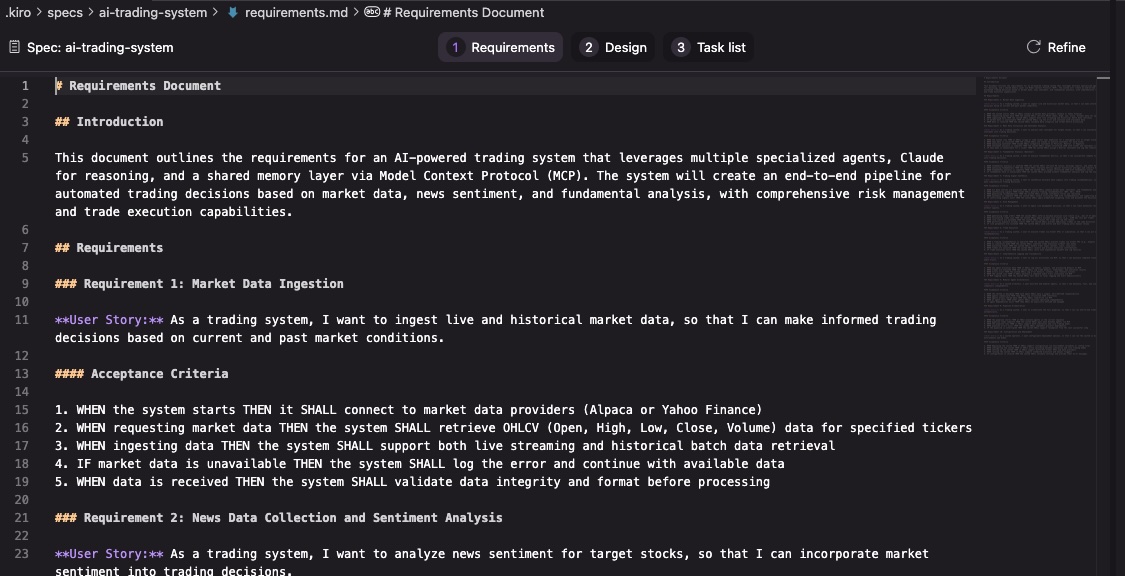 .kiro > specs > ai-trading-system > requirements.md > abc # Requirements Document
Spec: ai-trading-system
1 Requirements
2 Design
3 Task list
Refine
1 # Requirements Document
2
3 ## Introduction
4
5 This document outlines the requirements for an AI-powered trading system that leverages multiple specialized agents, Claude
for reasoning, and a shared memory layer via Model Context Protocol (MCP). The system will create an end-to-end pipeline for
automated trading decisions based on market data, news sentiment, and fundamental analysis, with comprehensive risk management
and trade execution capabilities.
6
7 ## Requirements
8
9 ### Requirement 1: Market Data Ingestion
10
11 **User Story:** As a trading system, I want to ingest live and historical market data, so that I can make informed trading
decisions based on current and past market conditions.
12
13 #### Acceptance Criteria
14
15 1. WHEN the system starts THEN it SHALL connect to market data providers (Alpaca or Yahoo Finance)
16 2. WHEN requesting market data THEN the system SHALL retrieve OHLCV (Open, High, Low, Close, Volume) data for specified tickers
17 3. WHEN ingesting data THEN the system SHALL support both live streaming and historical batch data retrieval
18 4. IF market data is unavailable THEN the system SHALL log the error and continue with available data
19 5. WHEN data is received THEN the system SHALL validate data integrity and format before processing
20
21 ### Requirement 2: News Data Collection and Sentiment Analysis
22
23 **User Story:** As a trading system, I want to analyze news sentiment for target stocks, so that I can incorporate market
sentiment into trading decisions.